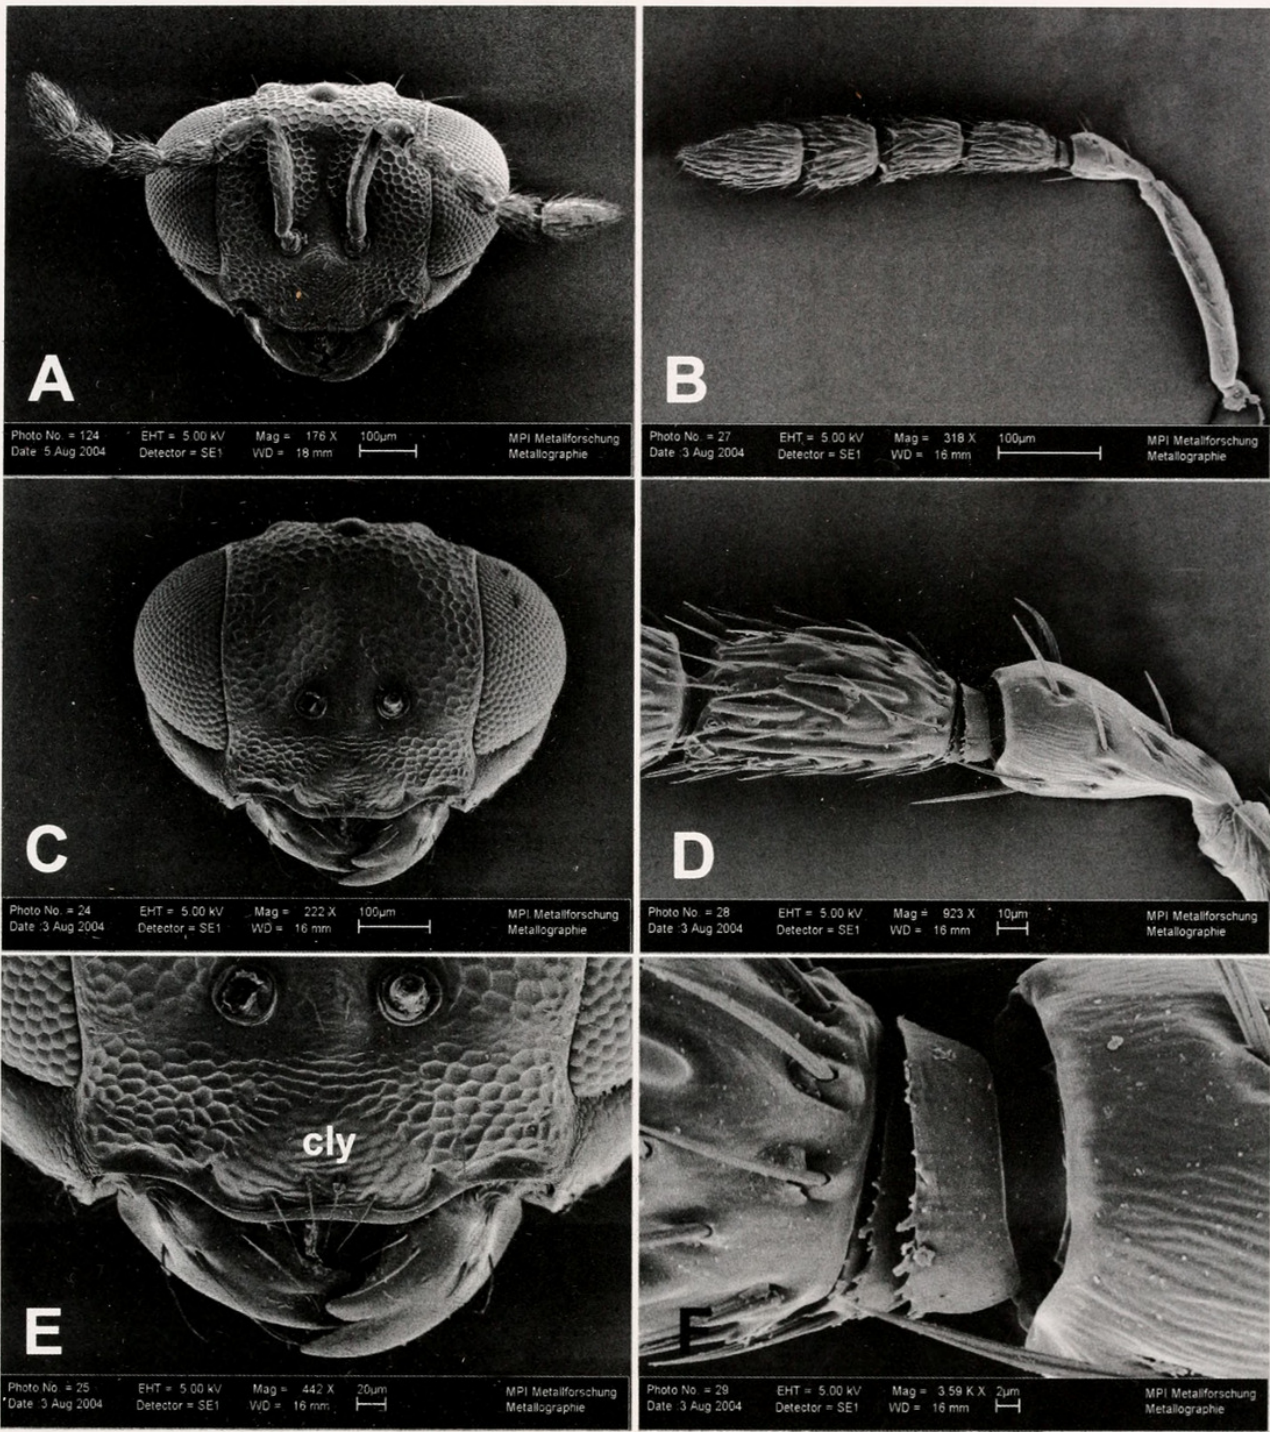 A
Photo No. = 124 EHT = 5.00 kV Mag = 176 X 100µm MPI Metallforschung
Date :5 Aug 2004 Detector = SE1 WD = 18 mm Metallographie
B
Photo No. = 27 EHT = 5.00 kV Mag = 318 X 100µm MPI Metallforschung
Date :3 Aug 2004 Detector = SE1 WD = 16 mm Metallographie
C
Photo No. = 24 EHT = 5.00 kV Mag = 222 X 100µm MPI Metallforschung
Date :3 Aug 2004 Detector = SE1 WD = 16 mm Metallographie
D
Photo No. = 28 EHT = 5.00 kV Mag = 923 X 10µm MPI Metallforschung
Date :3 Aug 2004 Detector = SE1 WD = 16 mm Metallographie
cly
E
Photo No. = 25 EHT = 5.00 kV Mag = 442 X 20µm MPI Metallforschung
Date :3 Aug 2004 Detector = SE1 WD = 16 mm Metallographie
F
Photo No. = 29 EHT = 5.00 kV Mag = 3.59 K X 2µm MPI Metallforschung
Date :3 Aug 2004 Detector = SE1 WD = 16 mm Metallographie